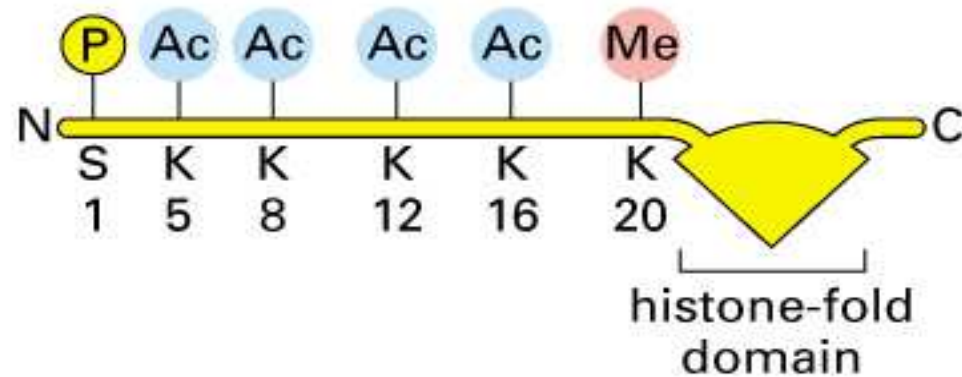 P Ac Ac Ac Ac Me
N C
S K K K K K
1 5 8 12 16 20
histone-fold
domain